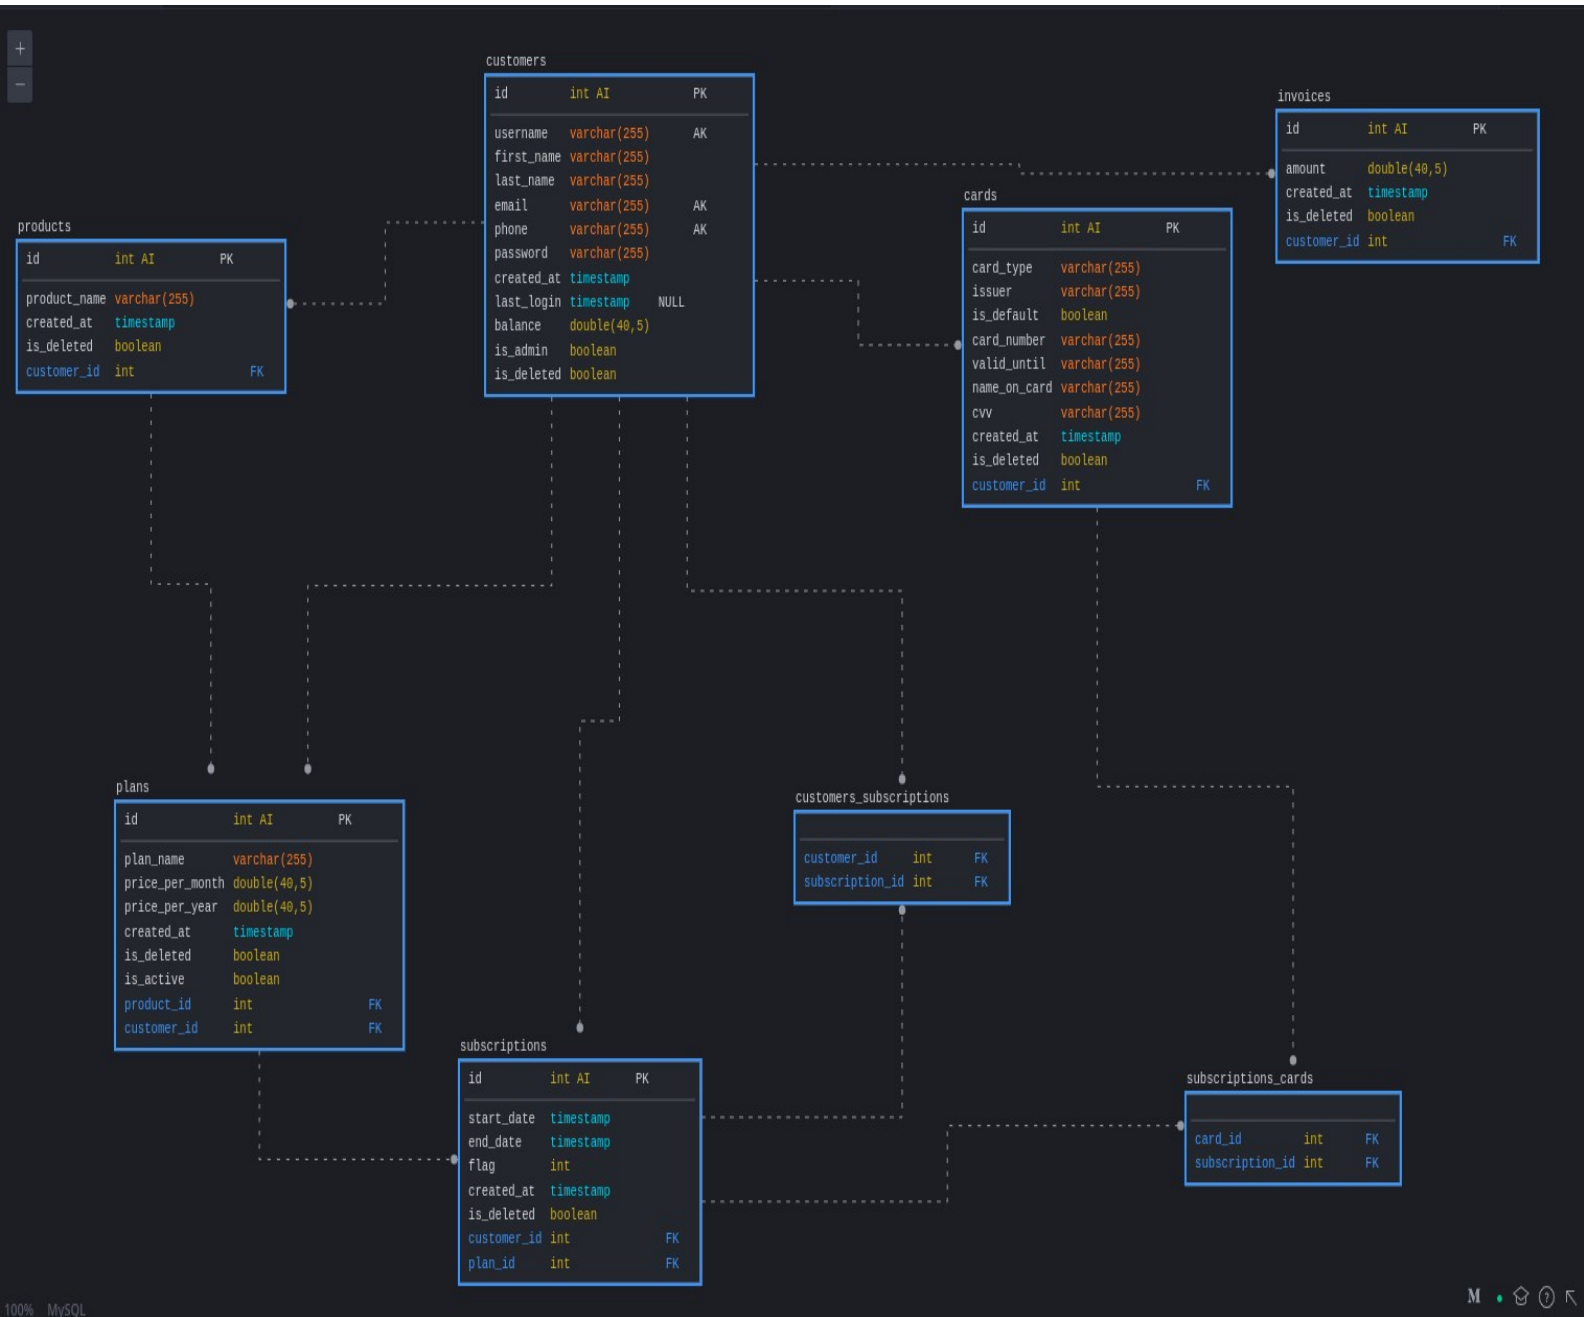 +
−
customers
id int AI PK
username varchar(255) AK
first_name varchar(255)
last_name varchar(255)
email varchar(255) AK
phone varchar(255) AK
password varchar(255)
created_at timestamp
last_login timestamp NULL
balance double(40,5)
is_admin boolean
is_deleted boolean
invoices
id int AI PK
amount double(40,5)
created_at timestamp
is_deleted boolean
customer_id int FK
cards
id int AI PK
card_type varchar(255)
issuer varchar(255)
is_default boolean
card_number varchar(255)
valid_until varchar(255)
name_on_card varchar(255)
cvv varchar(255)
created_at timestamp
is_deleted boolean
customer_id int FK
products
id int AI PK
product_name varchar(255)
created_at timestamp
is_deleted boolean
customer_id int FK
plans
id int AI PK
plan_name varchar(255)
price_per_month double(40,5)
price_per_year double(40,5)
created_at timestamp
is_deleted boolean
is_active boolean
product_id int FK
customer_id int FK
customers_subscriptions
customer_id int FK
subscription_id int FK
subscriptions
id int AI PK
start_date timestamp
end_date timestamp
flag int
created_at timestamp
is_deleted boolean
customer_id int FK
plan_id int FK
subscriptions_cards
card_id int FK
subscription_id int FK
100% MySQL
M ?